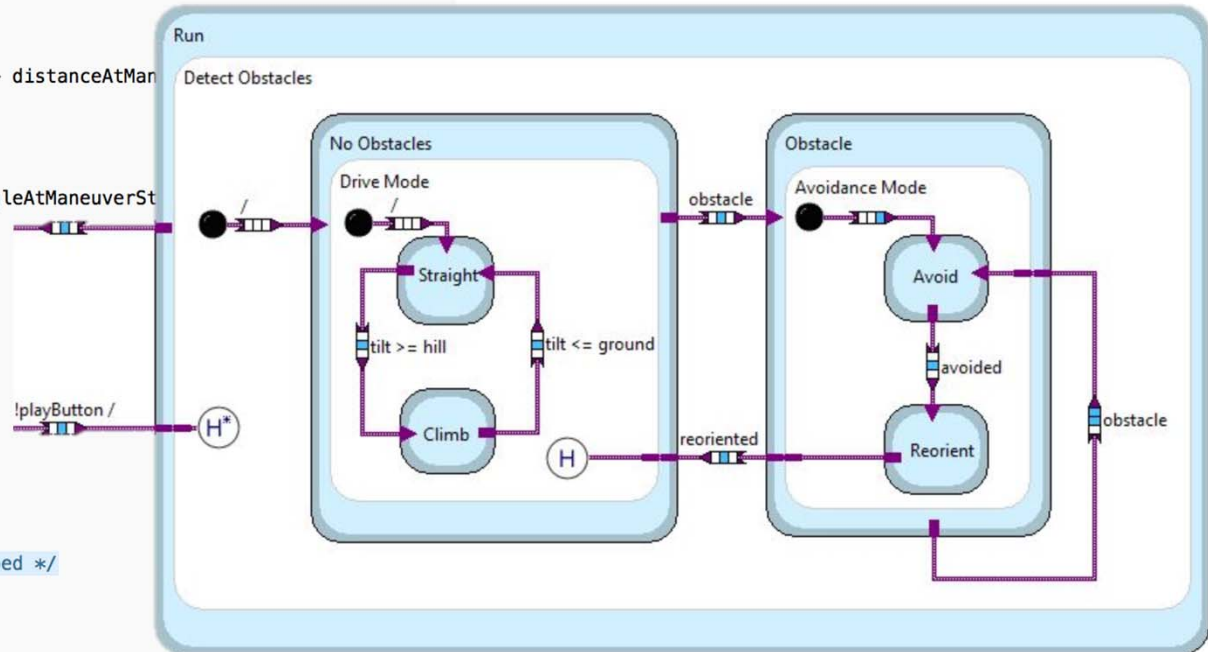 Run
distanceAtMan
Detect Obstacles
No Obstacles
Obstacle
Drive Mode
Avoidance Mode
leAtManeuverSt
/
/
obstacle
Straight
Avoid
tilt >= hill
tilt <= ground
avoided
!playButton /
H*
Climb
H
reoriented
Reorient
obstacle
ed */